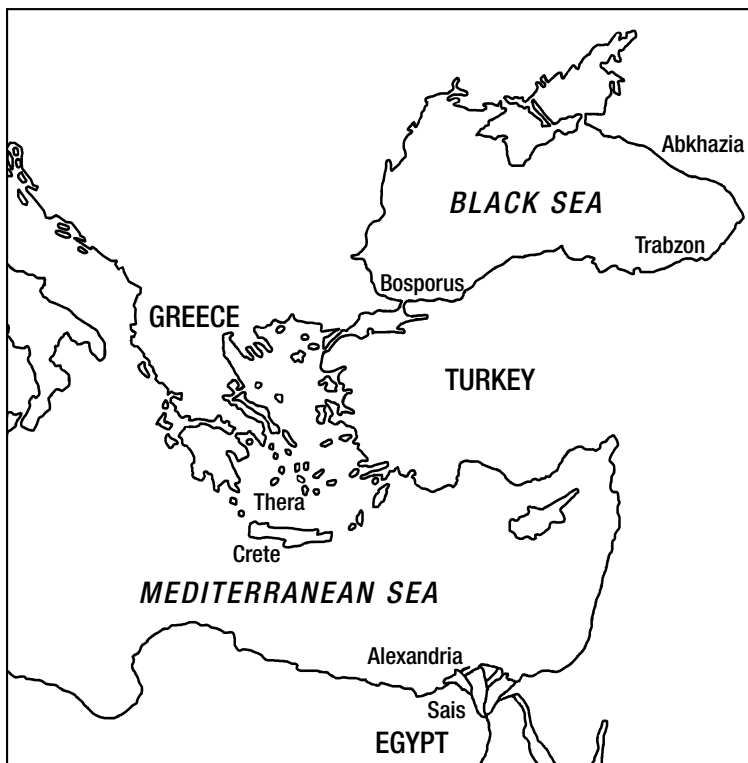 Abkhazia
BLACK SEA
Trabzon
Bosporus
GREECE
TURKEY
Thera
Crete
MEDITERRANEAN SEA
Alexandria
Sais
EGYPT